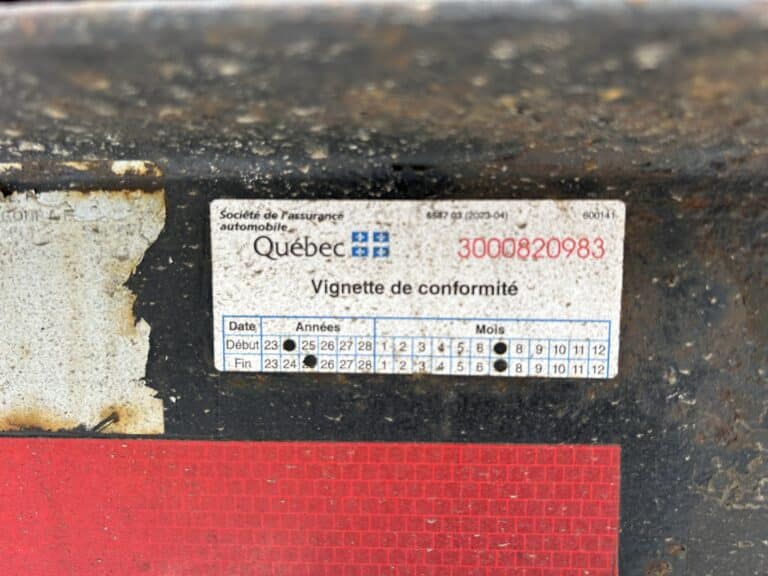 Société de l'assurance
automobile
6587 03 (2023-04)
600141
Québec
3000820983
Vignette de conformité
Date Années Mois
Début 23 25 26 27 28 1 2 3 4 5 6 8 9 10 11 12
Fin 23 24 26 27 28 1 2 3 4 5 6 8 9 10 11 12